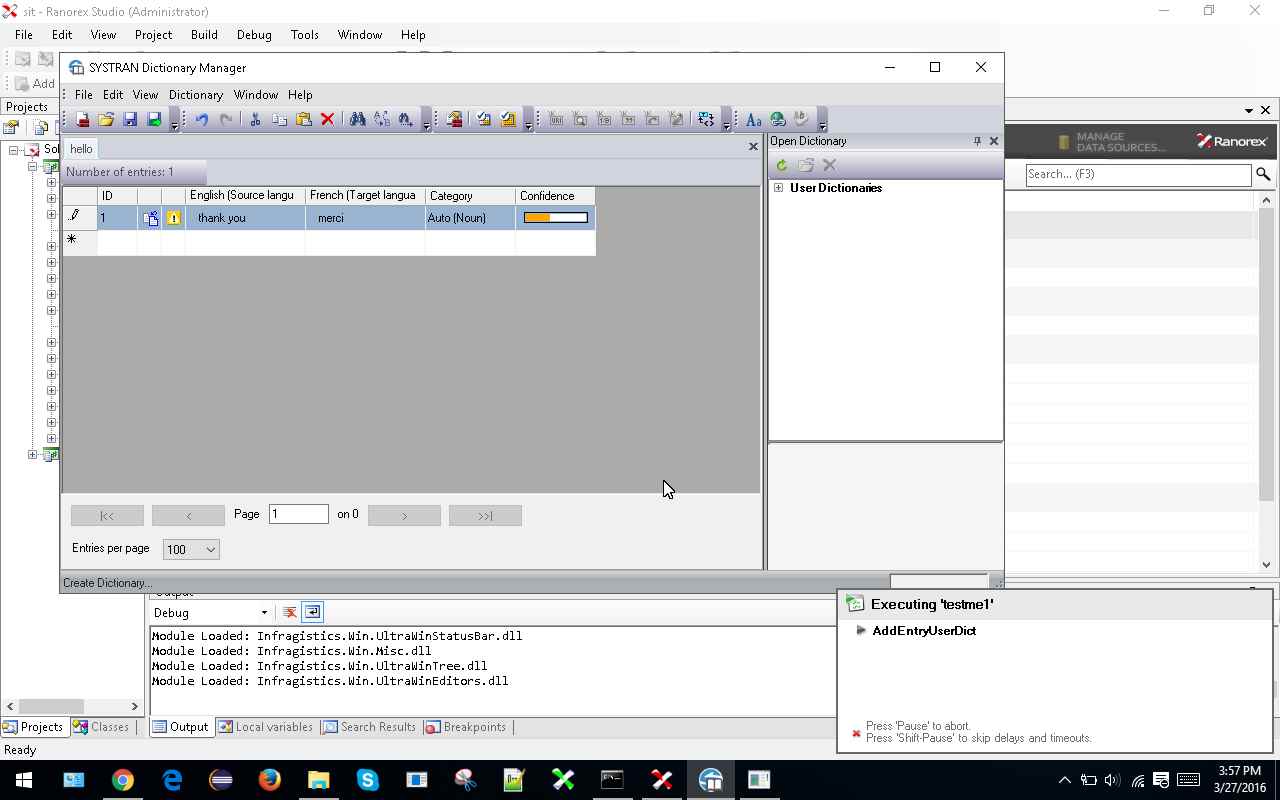 sit - Ranorex Studio (Administrator)
File Edit View Project Build Debug Tools Window Help
Add
SYSTRAN Dictionary Manager
File Edit View Dictionary Window Help
Projects
hello
Open Dictionary
MANAGE
DATA SOURCES...
Ranorex
Number of entries: 1
Search... (F3)
User Dictionaries
ID English (Source langu French (Target langua Category Confidence
1 thank you merci Auto (Noun)
|<< < Page 1 on 0 > >>|
Entries per page 100
Create Dictionary...
Output
Debug
Module Loaded: Infragistics.Win.UltraWinStatusBar.dll
Module Loaded: Infragistics.Win.Misc.dll
Module Loaded: Infragistics.Win.UltraWinTree.dll
Module Loaded: Infragistics.Win.UltraWinEditors.dll
Executing 'testme1'
AddEntryUserDict
Press 'Pause' to abort.
Press 'Shift-Pause' to skip delays and timeouts.
Projects Classes Output Local variables Search Results Breakpoints
Ready
3:57 PM
3/27/2016